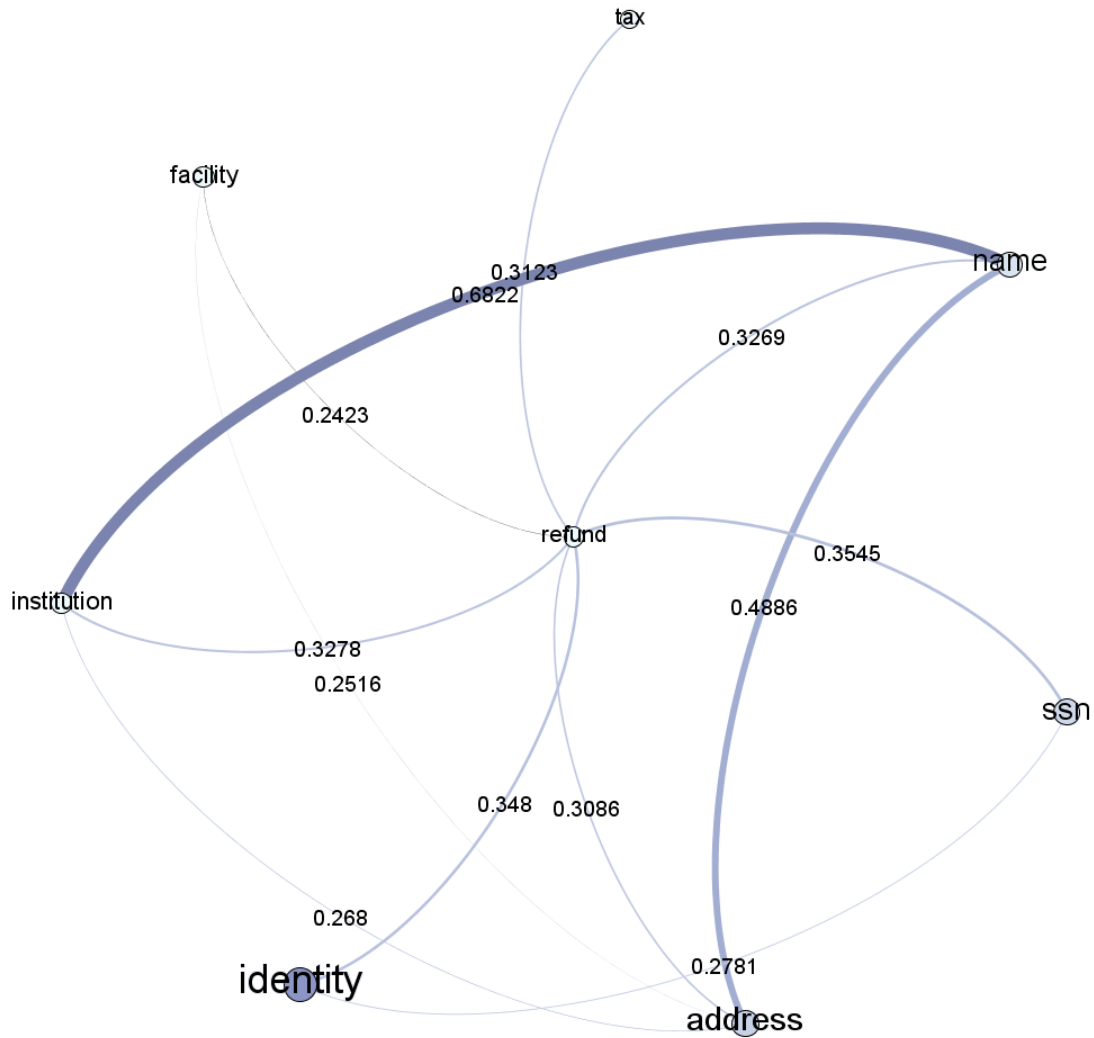 tax
facility
name
0.3123
0.6822
0.3269
0.2423
refund
0.3545
institution
0.4886
0.3278
0.2516
ssn
0.348
0.3086
0.268
0.2781
identity
address